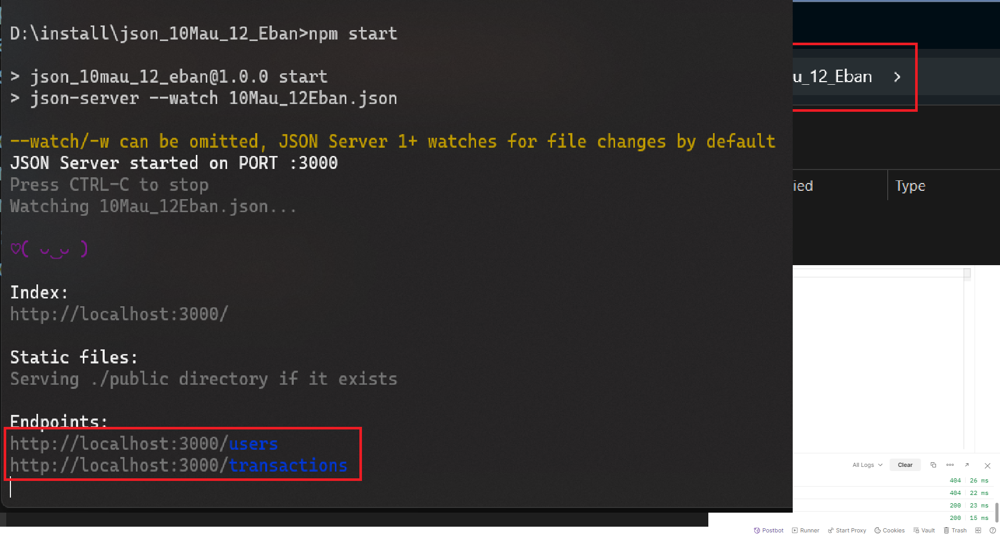 D:\install\json_10Mau_12_Eban>npm start
> json_10mau_12_eban@1.0.0 start
> json-server --watch 10Mau_12Eban.json
--watch/-w can be omitted, JSON Server 1+ watches for file changes by default
JSON Server started on PORT :3000
Press CTRL-C to stop
Watching 10Mau_12Eban.json...
♡( ᴗ_ᴗ )
Index:
http://localhost:3000/
Static files:
Serving ./public directory if it exists
Endpoints:
http://localhost:3000/users
http://localhost:3000/transactions
u_12_Eban >
ied
Type
All Logs
Clear
404 26 ms
404 22 ms
200 23 ms
200 15 ms
Postbot Runner Start Proxy Cookies Vault Trash